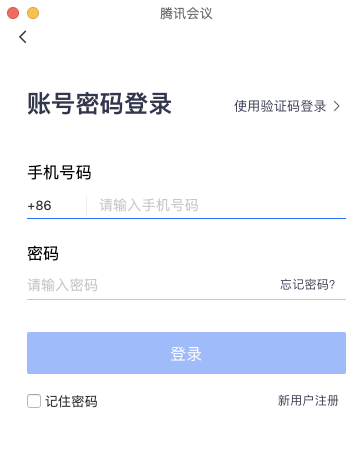 腾讯会议
账号密码登录
使用验证码登录
手机号码
+86 请输入手机号码
密码
请输入密码 忘记密码?
登录
记住密码 新用户注册